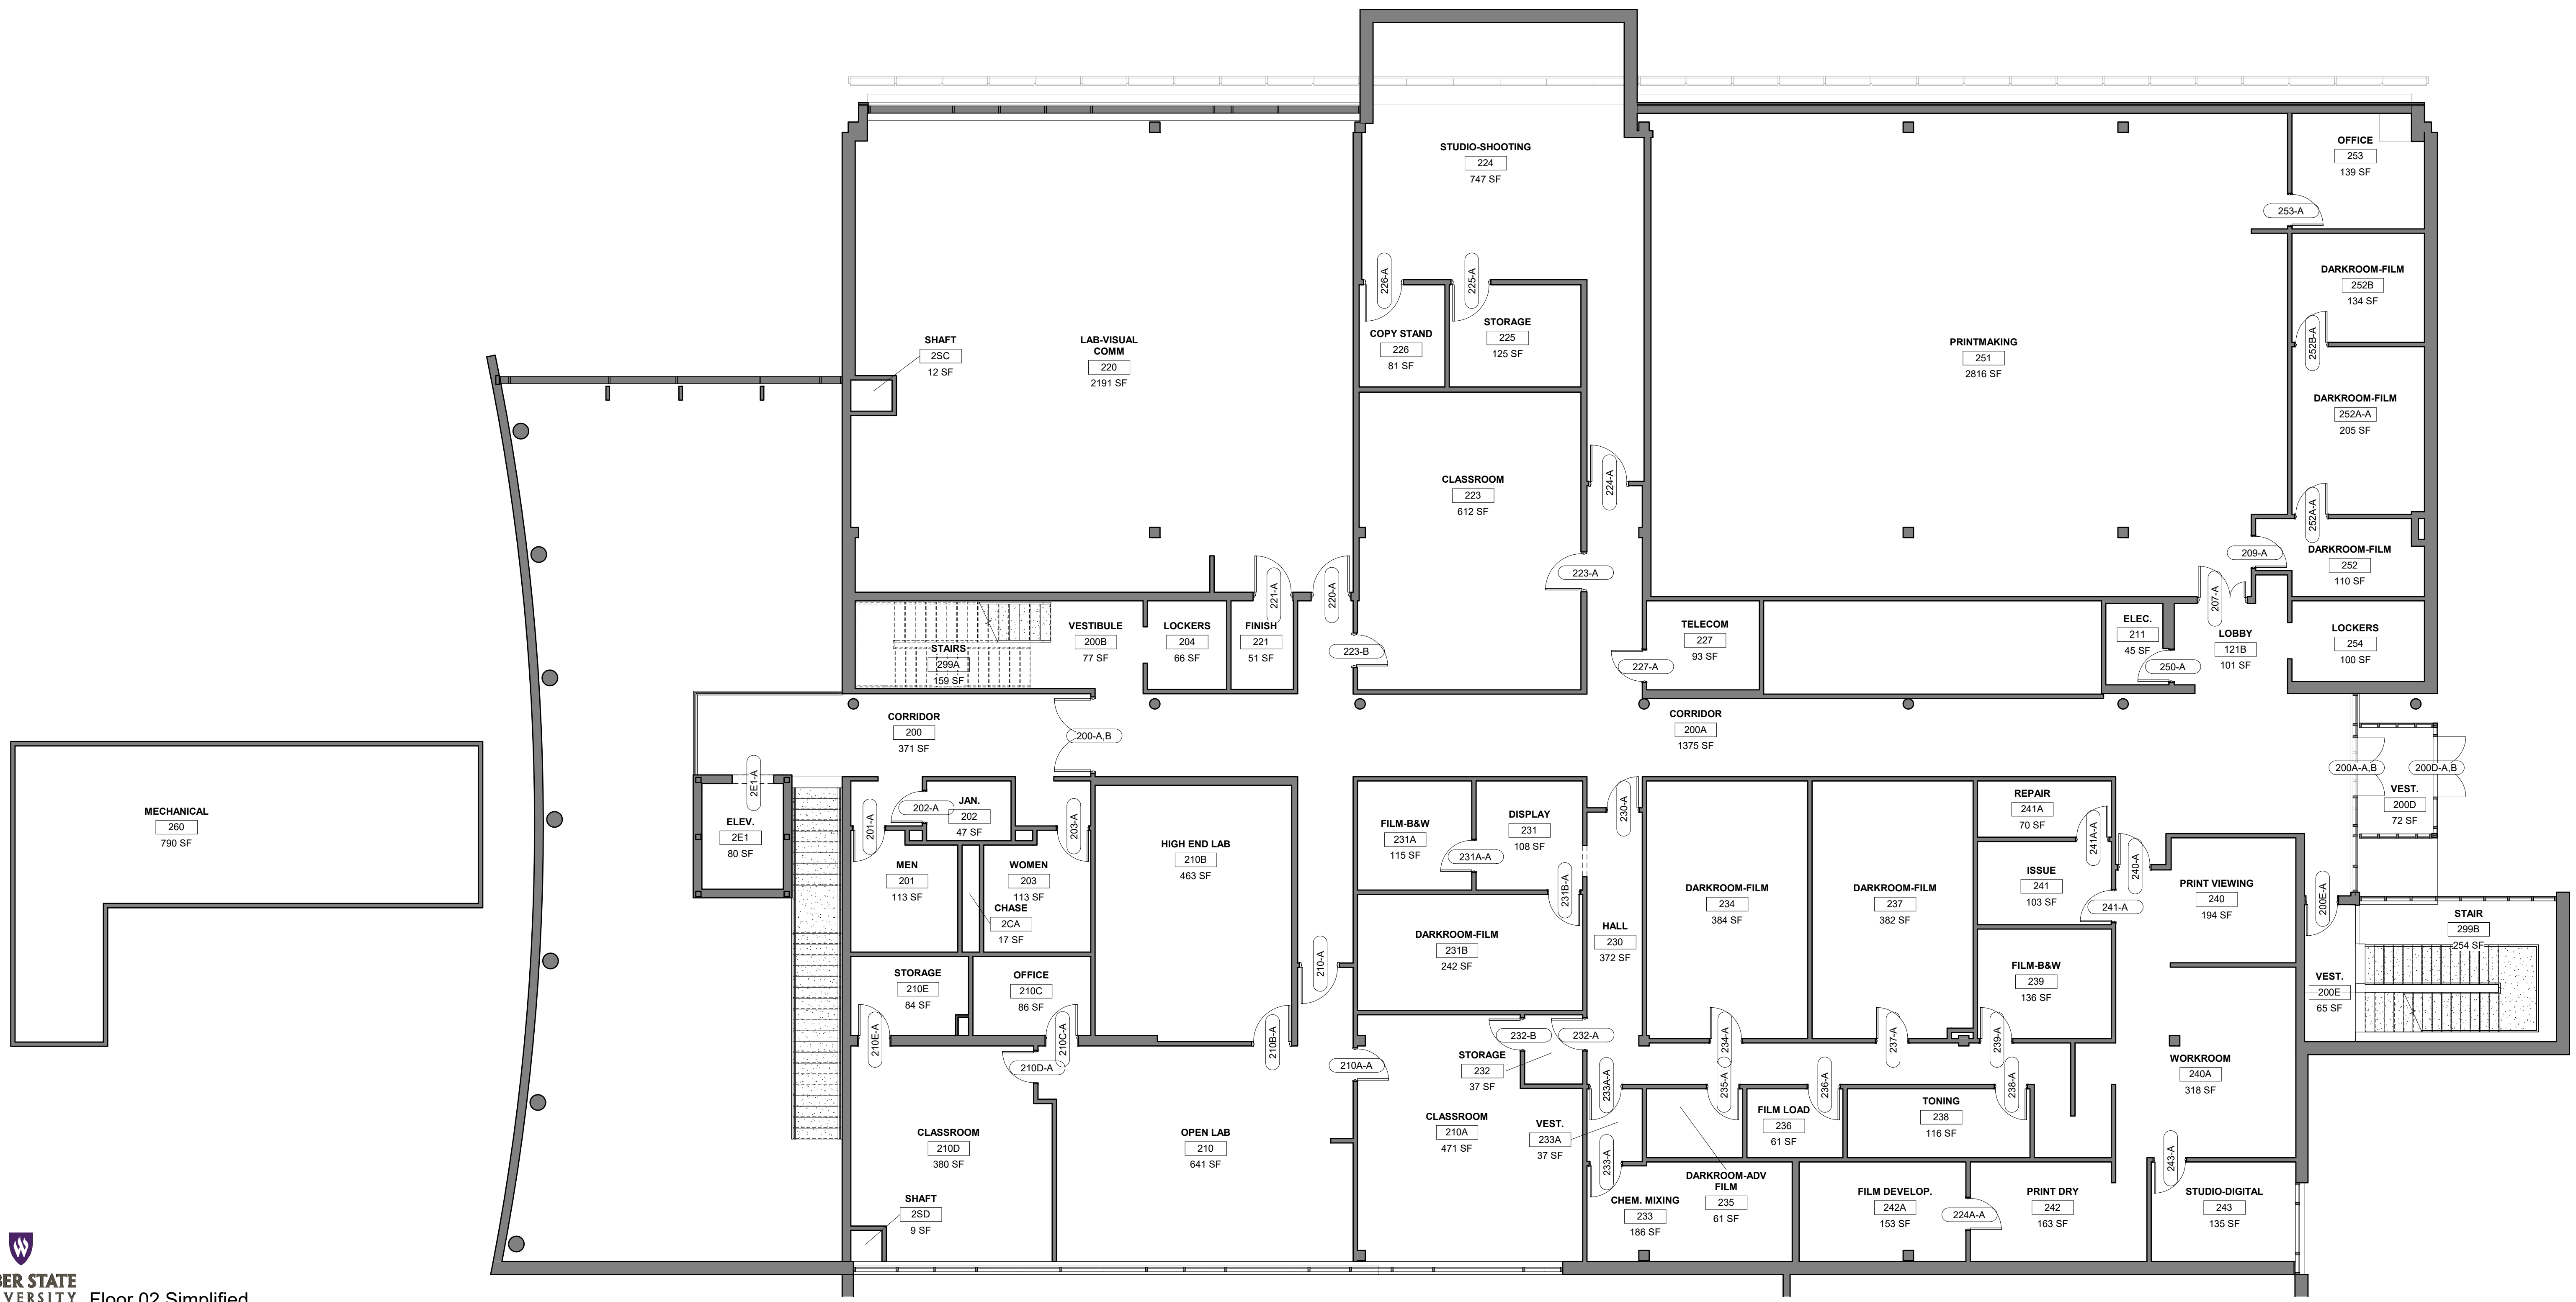 STUDIO-SHOOTING
224
747 SF
OFFICE
253
139 SF
253-A
226-A
225-A
DARKROOM-FILM
252B
134 SF
252B-A
SHAFT
2SC
12 SF
LAB-VISUAL
COMM
220
2191 SF
COPY STAND
226
81 SF
STORAGE
225
125 SF
PRINTMAKING
251
2816 SF
DARKROOM-FILM
252A-A
205 SF
252A-A
CLASSROOM
223
612 SF
224-A
223-A
209-A
DARKROOM-FILM
252
110 SF
221-A
220-A
207-A
STAIRS
299A
159 SF
VESTIBULE
200B
77 SF
LOCKERS
204
66 SF
FINISH
221
51 SF
223-B
TELECOM
227
93 SF
227-A
ELEC.
211
45 SF
250-A
LOBBY
121B
101 SF
LOCKERS
254
100 SF
CORRIDOR
200
371 SF
200-A,B
CORRIDOR
200A
1375 SF
200A-A,B
200D-A,B
VEST.
200D
72 SF
MECHANICAL
260
790 SF
2E1-A
ELEV.
2E1
80 SF
201-A
202-A
JAN.
202
47 SF
203-A
MEN
201
113 SF
WOMEN
203
113 SF
CHASE
2CA
17 SF
HIGH END LAB
210B
463 SF
FILM-B&W
231A
115 SF
231A-A
DISPLAY
231
108 SF
231B-A
230-A
DARKROOM-FILM
234
384 SF
DARKROOM-FILM
237
382 SF
REPAIR
241A
70 SF
241A-A
240-A
ISSUE
241
103 SF
241-A
PRINT VIEWING
240
194 SF
200E-A
STAIR
299B
254 SF
DARKROOM-FILM
231B
242 SF
HALL
230
372 SF
FILM-B&W
239
136 SF
VEST.
200E
65 SF
STORAGE
210E
84 SF
OFFICE
210C
86 SF
210-A
210E-A
210C-A
210B-A
210D-A
210A-A
232-B
232-A
234-A
237-A
239-A
STORAGE
232
37 SF
WORKROOM
240A
318 SF
233A-A
235-A
236-A
238-A
CLASSROOM
210D
380 SF
OPEN LAB
210
641 SF
CLASSROOM
210A
471 SF
VEST.
233A
37 SF
FILM LOAD
236
61 SF
TONING
238
116 SF
233-A
243-A
SHAFT
2SD
9 SF
CHEM. MIXING
233
186 SF
DARKROOM-ADV
FILM
235
61 SF
FILM DEVELOP.
242A
153 SF
224A-A
PRINT DRY
242
163 SF
STUDIO-DIGITAL
243
135 SF
BER STATE
VERSITY
Floor 02 Simplified